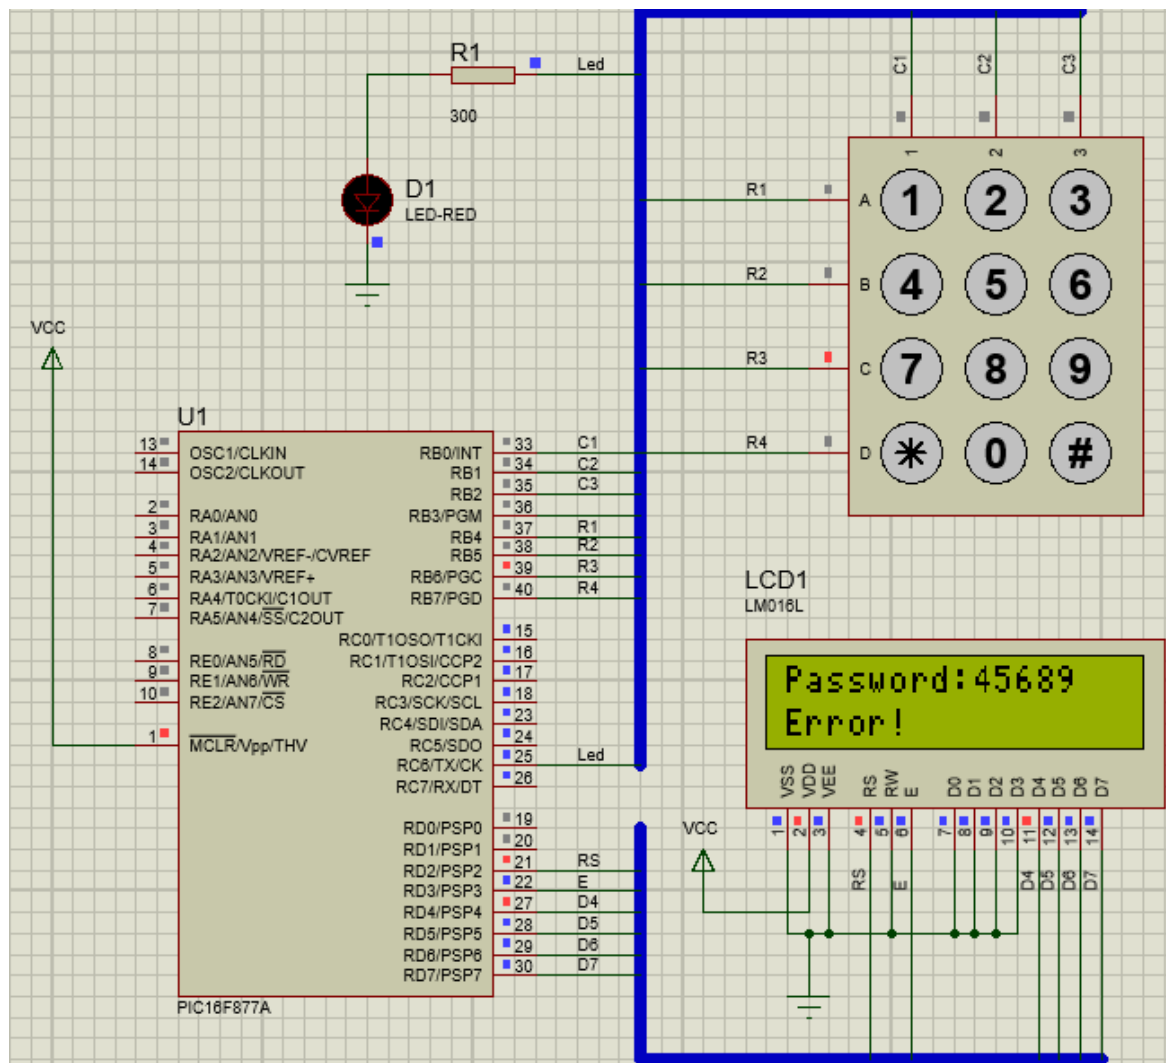 R1
Led
300
D1
LED-RED
VCC
C1
C2
C3
1
2
3
R1
A
1
2
3
R2
B
4
5
6
R3
C
7
8
9
R4
D
*
0
#
U1
13
OSC1/CLKIN
14
OSC2/CLKOUT
2
RA0/AN0
3
RA1/AN1
4
RA2/AN2/VREF-/CVREF
5
RA3/AN3/VREF+
6
RA4/T0CKI/C1OUT
7
RA5/AN4/SS/C2OUT
8
RE0/AN5/RD
9
RE1/AN6/WR
10
RE2/AN7/CS
1
MCLR/Vpp/THV
RB0/INT
33
C1
RB1
34
C2
RB2
35
C3
RB3/PGM
36
RB4
37
R1
RB5
38
R2
RB6/PGC
39
R3
RB7/PGD
40
R4
RC0/T1OSO/T1CKI
15
RC1/T1OSI/CCP2
16
RC2/CCP1
17
RC3/SCK/SCL
18
RC4/SDI/SDA
23
RC5/SDO
24
RC6/TX/CK
25
Led
RC7/RX/DT
26
RD0/PSP0
19
RD1/PSP1
20
RD2/PSP2
21
RS
RD3/PSP3
22
E
RD4/PSP4
27
D4
RD5/PSP5
28
D5
RD6/PSP6
29
D6
RD7/PSP7
30
D7
PIC16F877A
LCD1
LM016L
Password:45689
Error!
VSS
VDD
VEE
RS
RW
E
D0
D1
D2
D3
D4
D5
D6
D7
1
2
3
4
5
6
7
8
9
10
11
12
13
14
VCC
RS
E
D4
D5
D6
D7